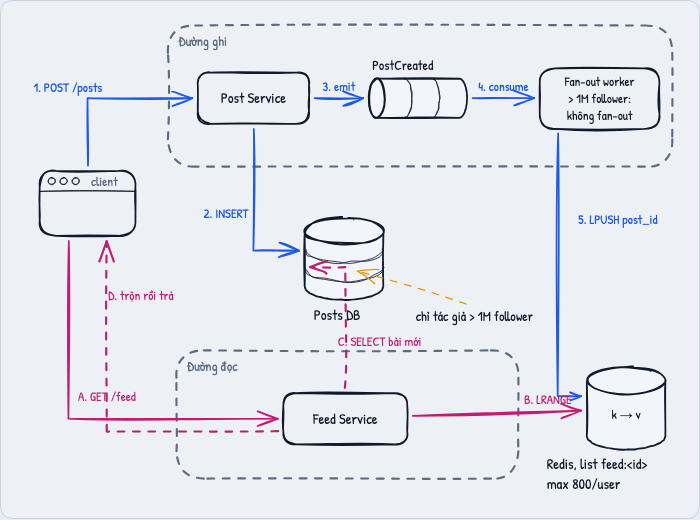 Đường ghi
1. POST /posts
Post Service
3. emit
PostCreated
4. consume
Fan-out worker
> 1M follower:
không fan-out
client
2. INSERT
5. LPUSH post_id
D. trộn rồi trả
Posts DB
chỉ tác giả > 1M follower
C. SELECT bài mới
Đường đọc
A. GET /feed
Feed Service
B. LRANGE
k → v
Redis, list feed:<id>
max 800/user